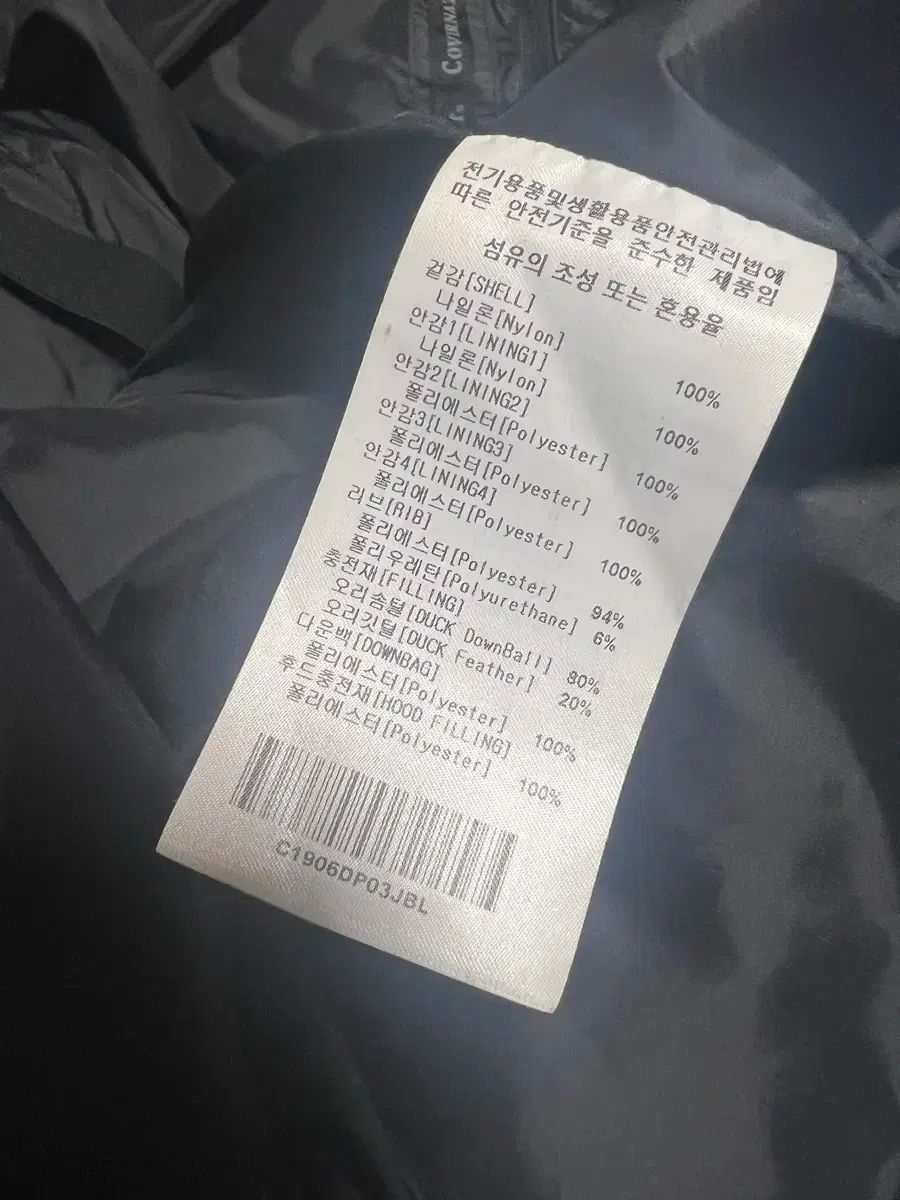 전기용품및생활용품안전관리법에
따른 안전기준을 준수한 제품임
섬유의 조성 또는 혼용율
겉감[SHELL]
나일론[Nylon] 100%
안감1[LINING1]
나일론[Nylon] 100%
안감2[LINING2]
폴리에스터[Polyester] 100%
안감3[LINING3]
폴리에스터[Polyester] 100%
안감4[LINING4]
폴리에스터[Polyester] 100%
리브[RIB]
폴리에스터[Polyester] 94%
폴리우레탄[Polyurethane] 6%
충전재[FILLING]
오리솜털[DUCK DownBall] 80%
오리깃털[DUCK Feather] 20%
다운백[DOWNBAG]
폴리에스터[Polyester] 100%
후드충전재[HOOD FILLING]
폴리에스터[Polyester] 100%
C1906DP03JBL